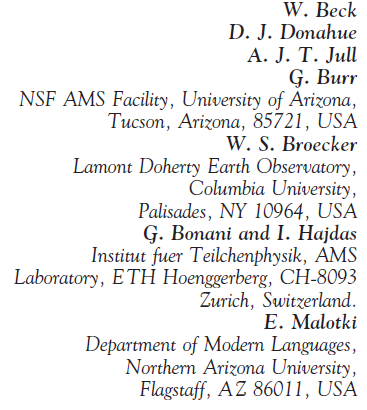 W. Beck
D. J. Donahue
A. J. T. Jull
G. Burr
NSF AMS Facility, University of Arizona,
Tucson, Arizona, 85721, USA
W. S. Broecker
Lamont Doherty Earth Observatory,
Columbia University,
Palisades, NY 10964, USA
G. Bonani and I. Hajdas
Institut fuer Teilchenphysik, AMS
Laboratory, ETH Hoenggerberg, CH-8093
Zurich, Switzerland.
E. Malotki
Department of Modern Languages,
Northern Arizona University,
Flagstaff, AZ 86011, USA